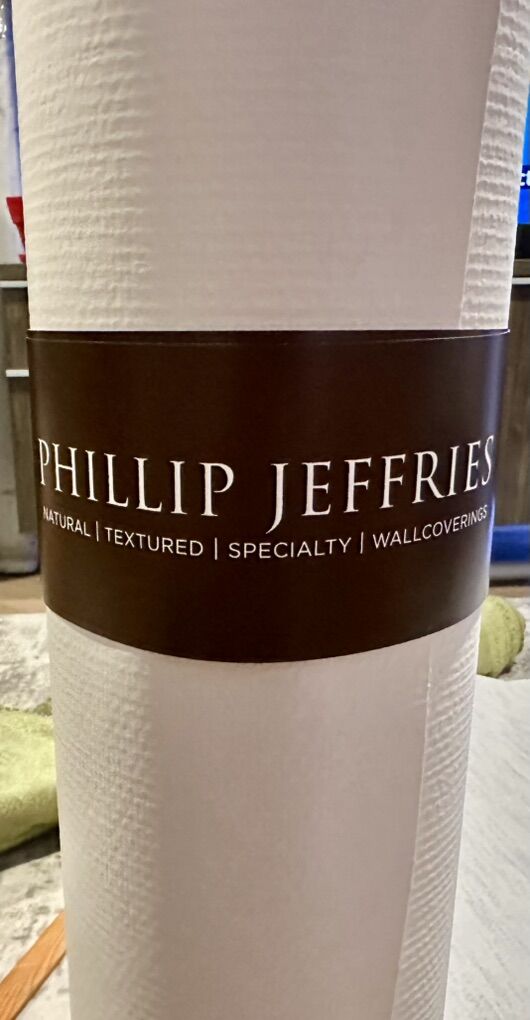 PHILLIP JEFFRIES
NATURAL | TEXTURED | SPECIALTY | WALLCOVERINGS